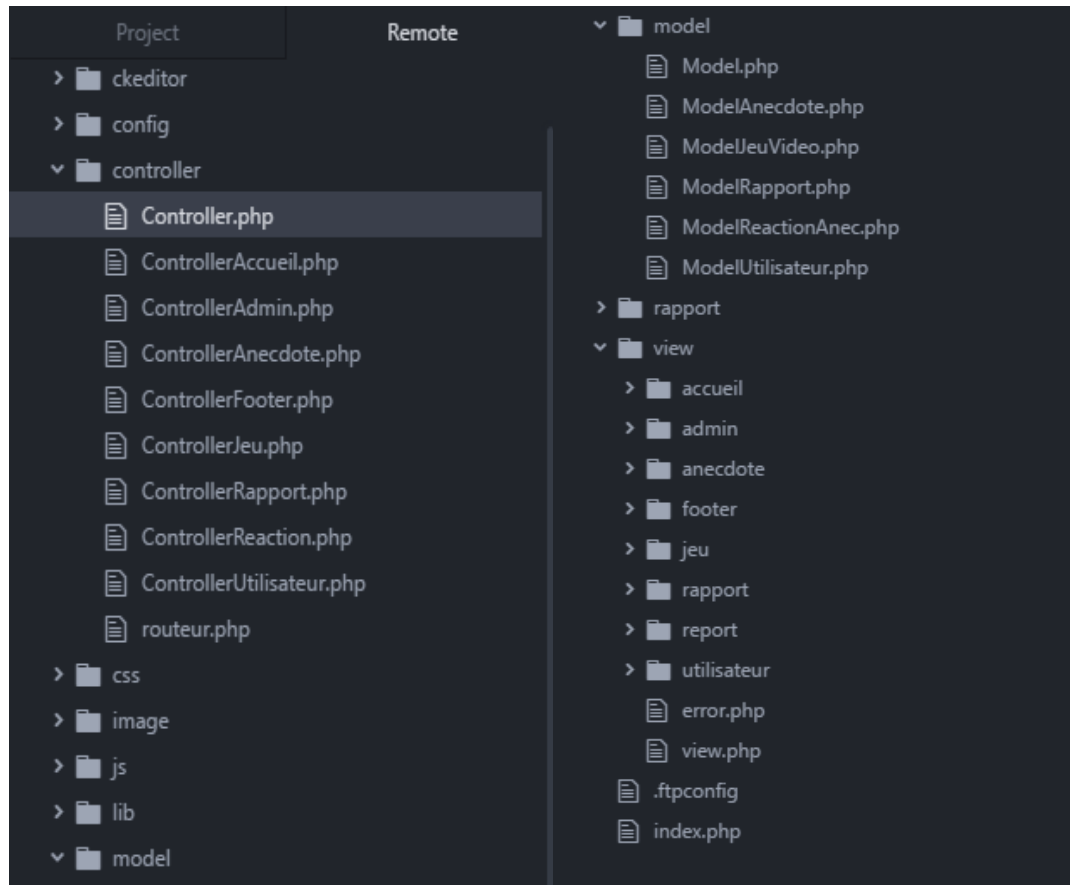 Project
Remote
ckeditor
config
controller
Controller.php
ControllerAccueil.php
ControllerAdmin.php
ControllerAnecdote.php
ControllerFooter.php
ControllerJeu.php
ControllerRapport.php
ControllerReaction.php
ControllerUtilisateur.php
routeur.php
css
image
js
lib
model
model
Model.php
ModelAnecdote.php
ModelJeuVideo.php
ModelRapport.php
ModelReactionAnec.php
ModelUtilisateur.php
rapport
view
accueil
admin
anecdote
footer
jeu
rapport
report
utilisateur
error.php
view.php
.ftpconfig
index.php